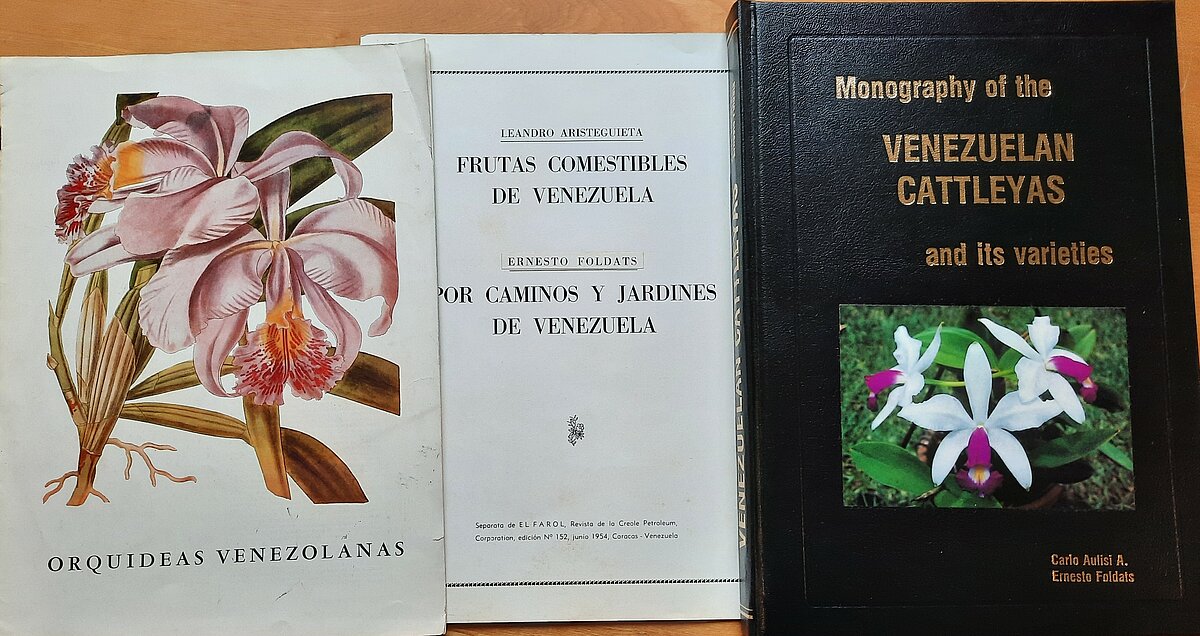 ORQUIDEAS VENEZOLANAS
LEANDRO ARISTEGUIETA
FRUTAS COMESTIBLES
DE VENEZUELA
ERNESTO FOLDATS
POR CAMINOS Y JARDINES
DE VENEZUELA
Separata de EL FAROL, Revista de la Creole Petroleum,
Corporation, edición Nº 152, junio 1954, Caracas - Venezuela
VENEZUELAN CATTLEYAS
Monography of the
VENEZUELAN
CATTLEYAS
and its varieties
Carlo Aulisi A.
Ernesto Foldats